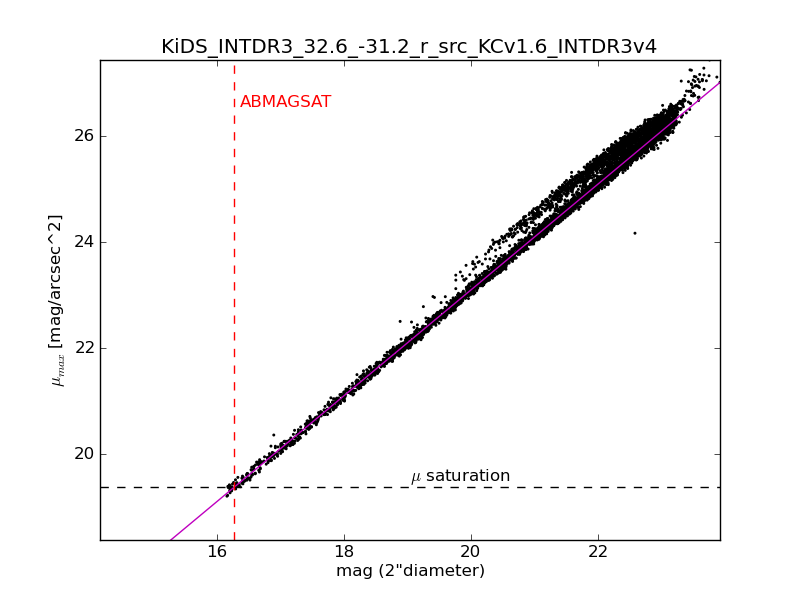 KiDS_INTDR3_32.6_-31.2_r_src_KCv1.6_INTDR3v4
ABMAGSAT
26
24
22
20
μ_max [mag/arcsec^2]
μ saturation
16 18 20 22
mag (2"diameter)